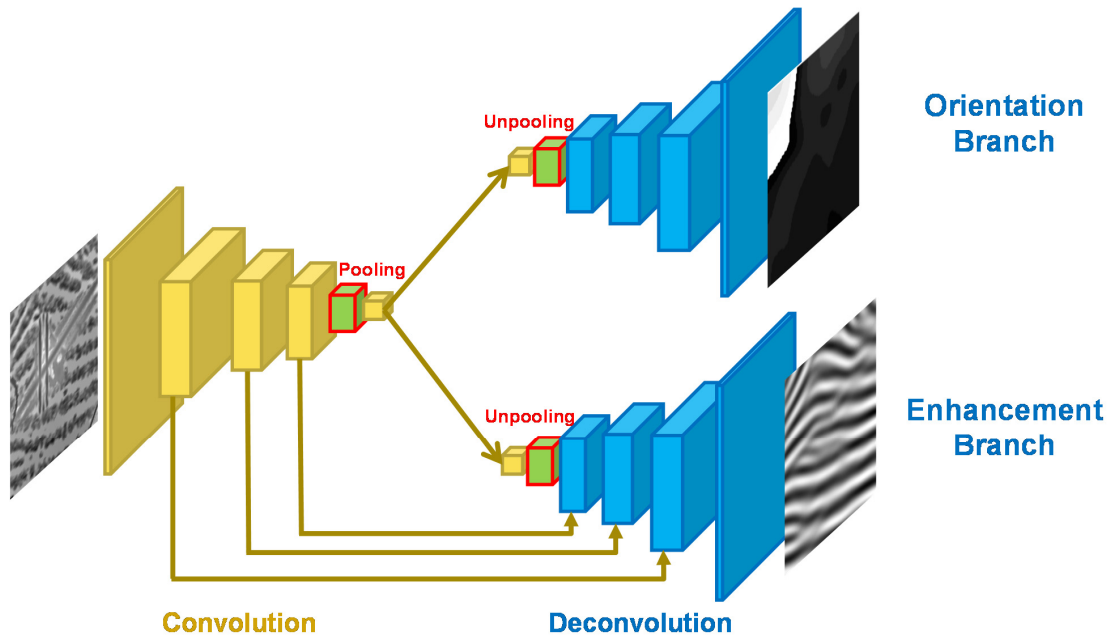 Unpooling
Orientation
Branch
Pooling
Unpooling
Enhancement
Branch
Convolution
Deconvolution